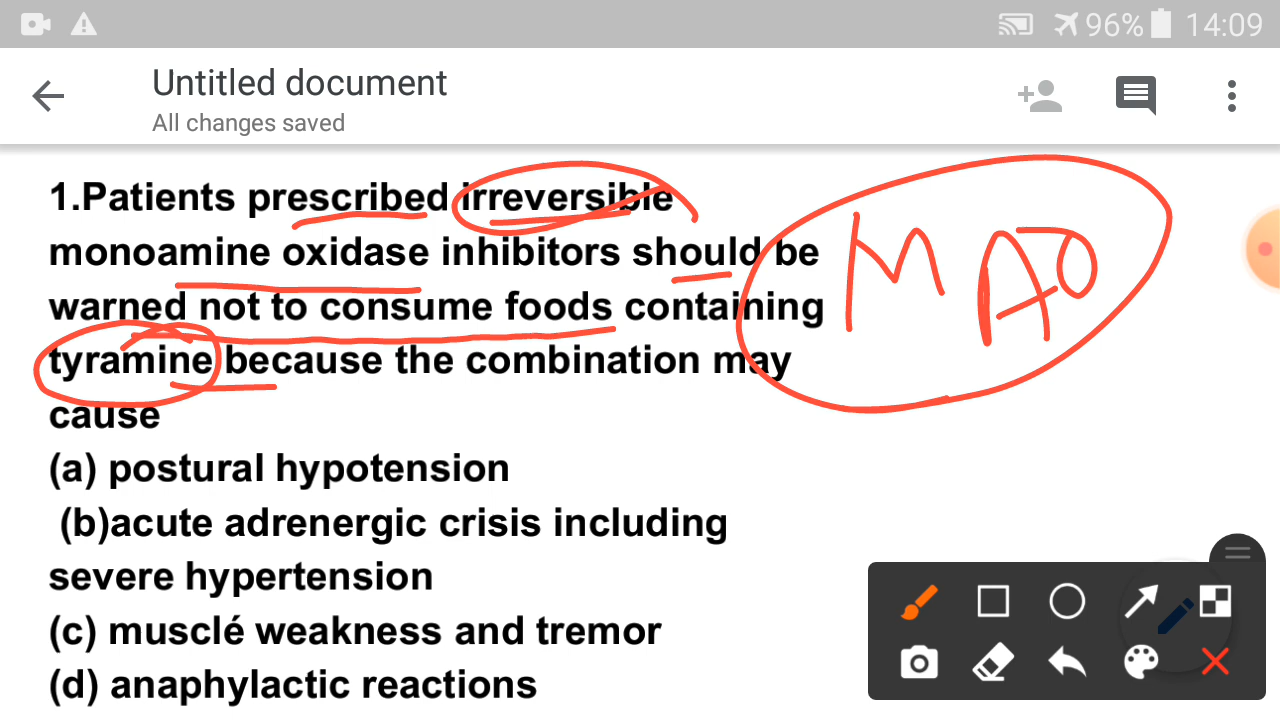 96% 14:09
Untitled document
All changes saved
1.Patients prescribed irreversible
monoamine oxidase inhibitors should be
warned not to consume foods containing
tyramine because the combination may
cause
(a) postural hypotension
(b)acute adrenergic crisis including
severe hypertension
(c) musclé weakness and tremor
(d) anaphylactic reactions
MAO